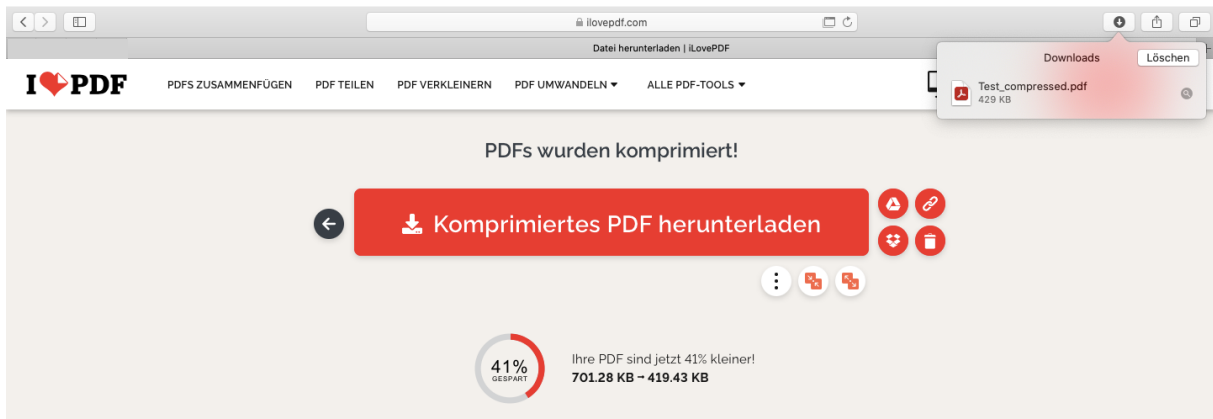 ilovepdf.com
Datei herunterladen | iLovePDF
Downloads
Löschen
Test_compressed.pdf
429 KB
I PDF
PDFS ZUSAMMENFÜGEN
PDF TEILEN
PDF VERKLEINERN
PDF UMWANDELN
ALLE PDF-TOOLS
PDFs wurden komprimiert!
Komprimiertes PDF herunterladen
41%
GESPART
Ihre PDF sind jetzt 41% kleiner!
701.28 KB → 419.43 KB